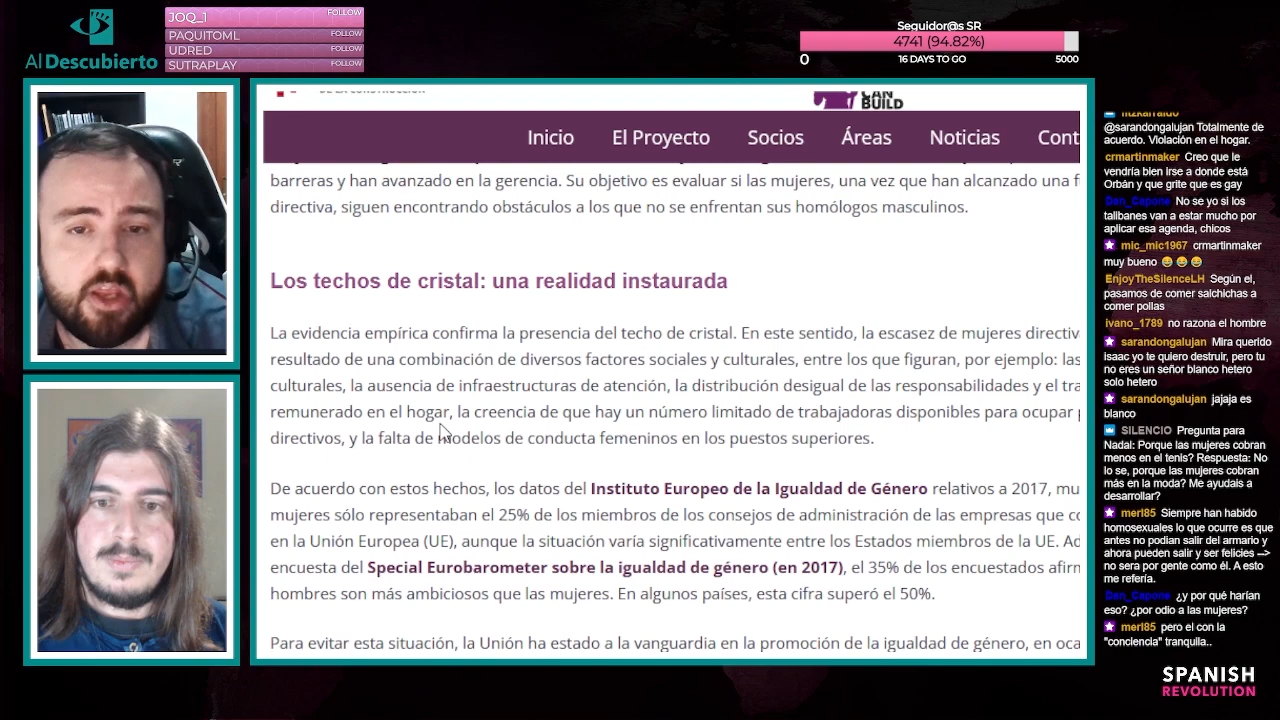 Al Descubierto
JOQ_1 FOLLOW
PAQUITOML FOLLOW
UDRED FOLLOW
SUTRAPLAY FOLLOW
Seguidor@s SR
4741 (94.82%)
0 16 DAYS TO GO 5000
CAN
BUILD
Inicio El Proyecto Socios Áreas Noticias Cont
barreras y han avanzado en la gerencia. Su objetivo es evaluar si las mujeres, una vez que han alcanzado una f
directiva, siguen encontrando obstáculos a los que no se enfrentan sus homólogos masculinos.
Los techos de cristal: una realidad instaurada
La evidencia empírica confirma la presencia del techo de cristal. En este sentido, la escasez de mujeres directiv
resultado de una combinación de diversos factores sociales y culturales, entre los que figuran, por ejemplo: las
culturales, la ausencia de infraestructuras de atención, la distribución desigual de las responsabilidades y el tra
remunerado en el hogar, la creencia de que hay un número limitado de trabajadoras disponibles para ocupar p
directivos, y la falta de modelos de conducta femeninos en los puestos superiores.
De acuerdo con estos hechos, los datos del Instituto Europeo de la Igualdad de Género relativos a 2017, mu
mujeres sólo representaban el 25% de los miembros de los consejos de administración de las empresas que co
en la Unión Europea (UE), aunque la situación varía significativamente entre los Estados miembros de la UE. Ad
encuesta del Special Eurobarometer sobre la igualdad de género (en 2017), el 35% de los encuestados afirm
hombres son más ambiciosos que las mujeres. En algunos países, esta cifra superó el 50%.
Para evitar esta situación, la Unión ha estado a la vanguardia en la promoción de la igualdad de género, en oca
fitzkarraldo
@sarandongalujan Totalmente de
acuerdo. Violación en el hogar.
crmartinmaker Creo que le
vendría bien irse a donde está
Orbán y que grite que es gay
Ben_Capone No se yo si los
talibanes van a estar mucho por
aplicar esa agenda, chicos
mic_mic1967 crmartinmaker
muy bueno 😂 😂 😂
EnjoyTheSilenceLH Según el,
pasamos de comer salchichas a
comer pollas
ivano_1789 no razona el hombre
sarandongalujan Mira querido
isaac yo te quiero destruir, pero tu
no eres un señor blanco hetero
solo hetero
sarandongalujan jajaja es
blanco
SILENCIO Pregunta para
Nadal: Porque las mujeres cobran
menos en el tenis? Respuesta: No
lo se, porque las mujeres cobran
más en la moda? Me ayudais a
desarrollar?
merl85 Siempre han habido
homosexuales lo que ocurre es que
antes no podian salir del armario y
ahora pueden salir y ser felicies -->
no sera por gente como él. A esto
me refería.
Ben_Capone ¿y por qué harían
eso? ¿por odio a las mujeres?
merl85 pero el con la
"conciencia" tranquila..
SPANISH
REVOLUTION